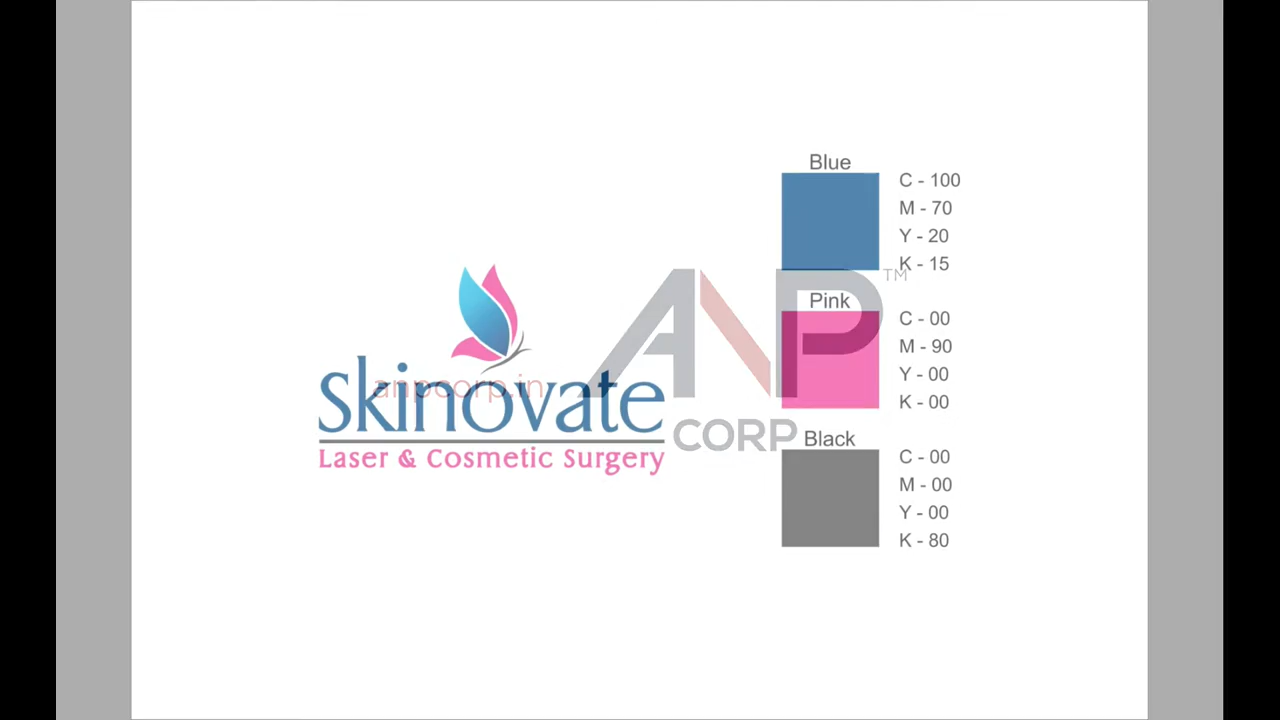 Skinovate
Laser & Cosmetic Surgery
anpcorp.in
ANP™
CORP
Blue
C - 100
M - 70
Y - 20
K - 15
Pink
C - 00
M - 90
Y - 00
K - 00
Black
C - 00
M - 00
Y - 00
K - 80